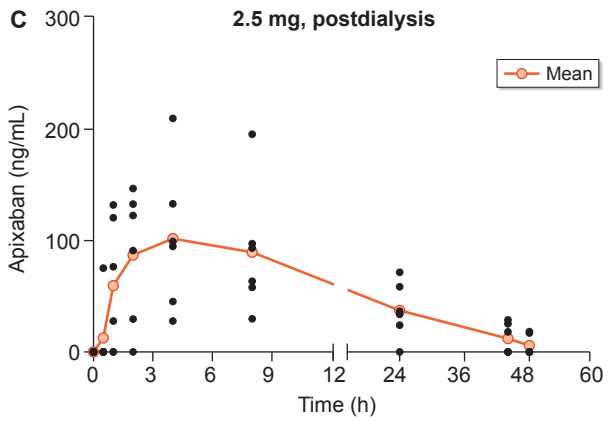 C
2.5 mg, postdialysis
Mean
Apixaban (ng/mL)
300
200
100
0
0 3 6 9 12 24 36 48 60
Time (h)